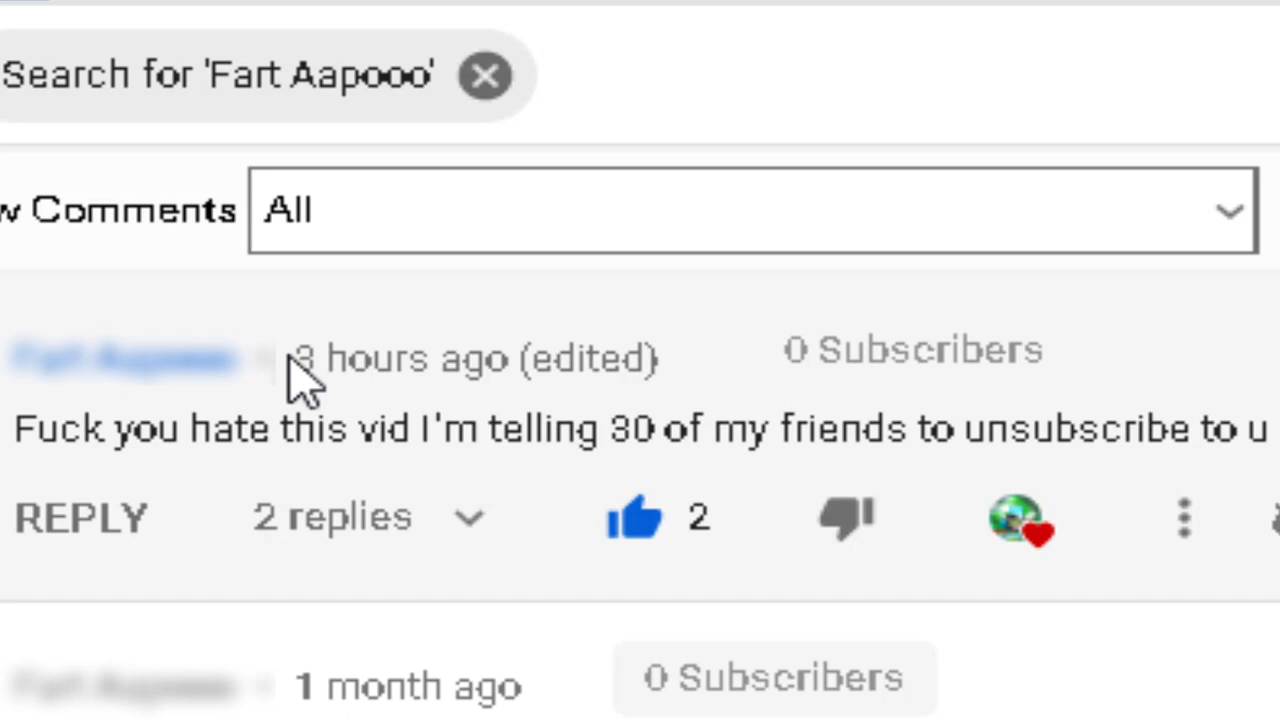 Search for 'Fart Aapooo'
w Comments All
3 hours ago (edited) 0 Subscribers
Fuck you hate this vid I'm telling 30 of my friends to unsubscribe to u
REPLY 2 replies 2
1 month ago 0 Subscribers